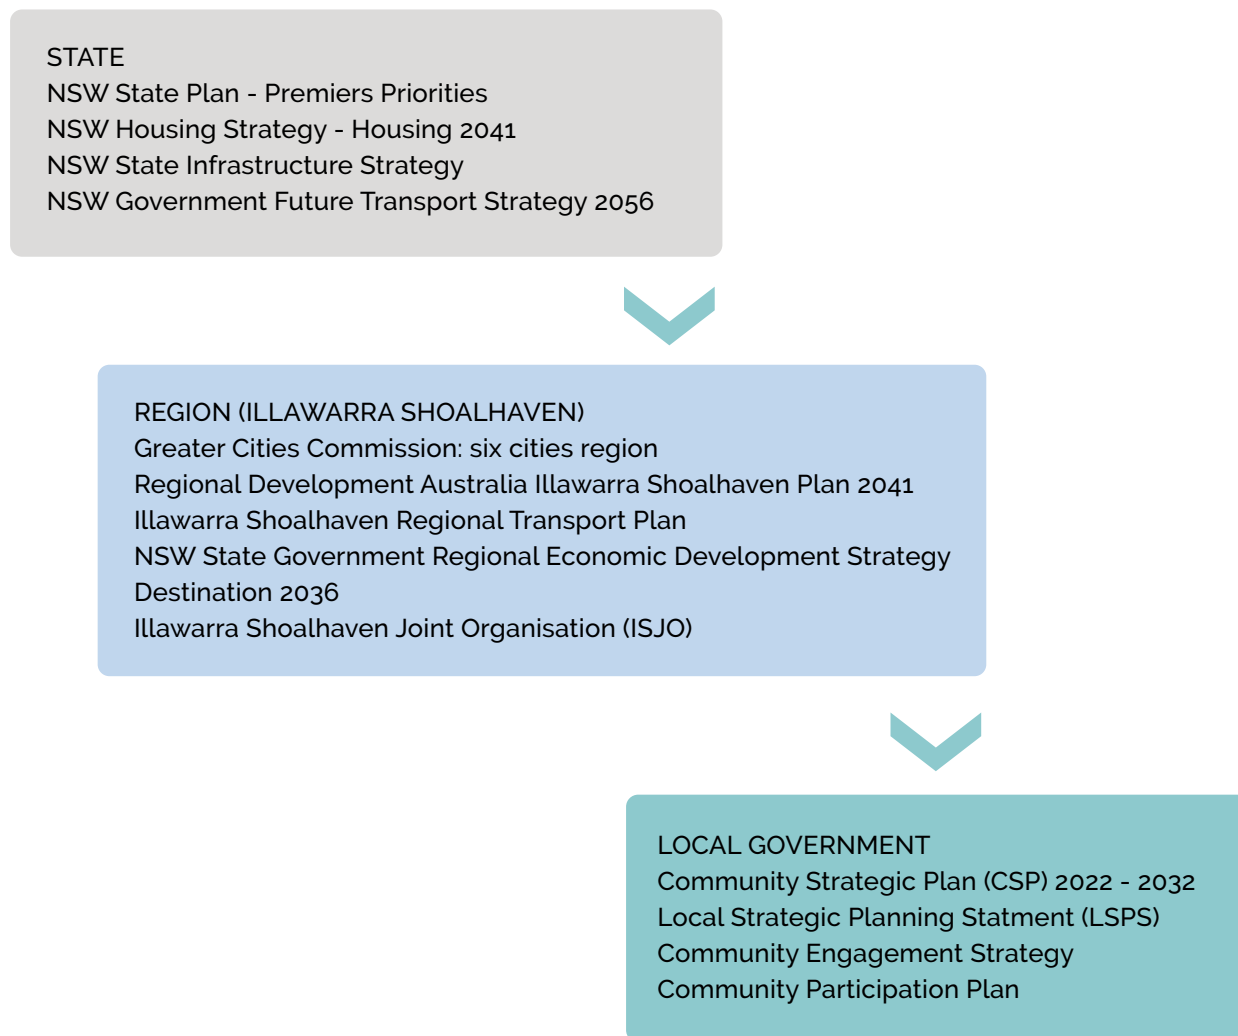 STATE
NSW State Plan - Premiers Priorities
NSW Housing Strategy - Housing 2041
NSW State Infrastructure Strategy
NSW Government Future Transport Strategy 2056
REGION (ILLAWARRA SHOALHAVEN)
Greater Cities Commission: six cities region
Regional Development Australia Illawarra Shoalhaven Plan 2041
Illawarra Shoalhaven Regional Transport Plan
NSW State Government Regional Economic Development Strategy
Destination 2036
Illawarra Shoalhaven Joint Organisation (ISJO)
LOCAL GOVERNMENT
Community Strategic Plan (CSP) 2022 - 2032
Local Strategic Planning Statment (LSPS)
Community Engagement Strategy
Community Participation Plan